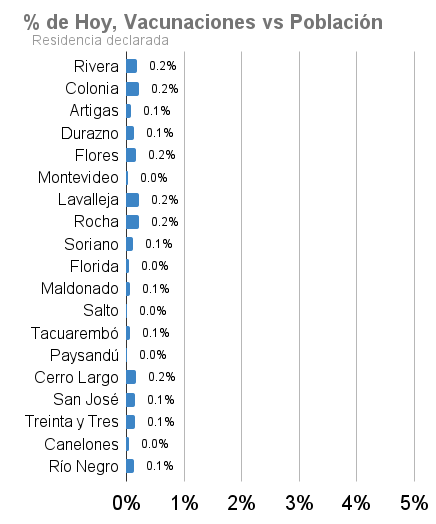 % de Hoy, Vacunaciones vs Población
Residencia declarada
Rivera 0.2%
Colonia 0.2%
Artigas 0.1%
Durazno 0.1%
Flores 0.2%
Montevideo 0.0%
Lavalleja 0.2%
Rocha 0.2%
Soriano 0.1%
Florida 0.0%
Maldonado 0.1%
Salto 0.0%
Tacuarembó 0.1%
Paysandú 0.0%
Cerro Largo 0.2%
San José 0.1%
Treinta y Tres 0.1%
Canelones 0.0%
Río Negro 0.1%
0% 1% 2% 3% 4% 5%